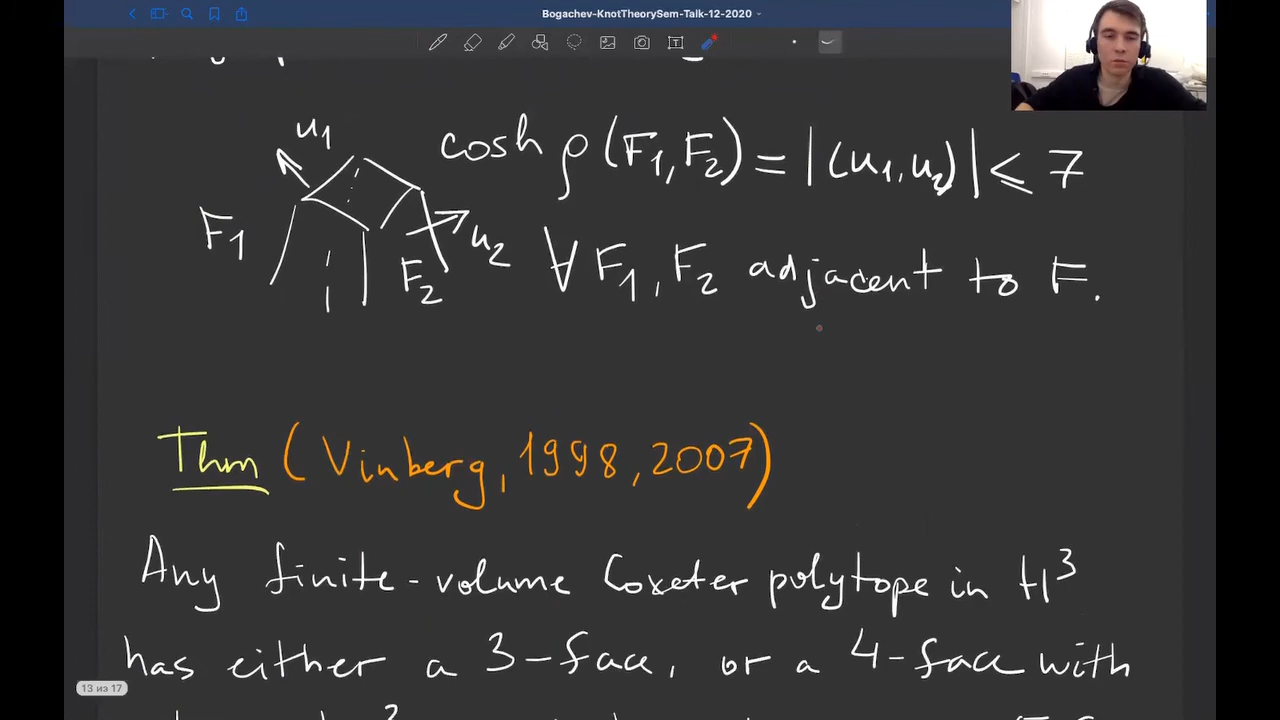 Bogachev-KnotTheorySem-Talk-12-2020
u₁
cosh ρ(F₁, F₂) = |(u₁, u₂)| ≤ 7
F₁
F₂
u₂
∀ F₁, F₂ adjacent to F.
Thm (Vinberg, 1998, 2007)
Any finite-volume Coxeter polytope in H³
has either a 3-face, or a 4-face with
13 из 17